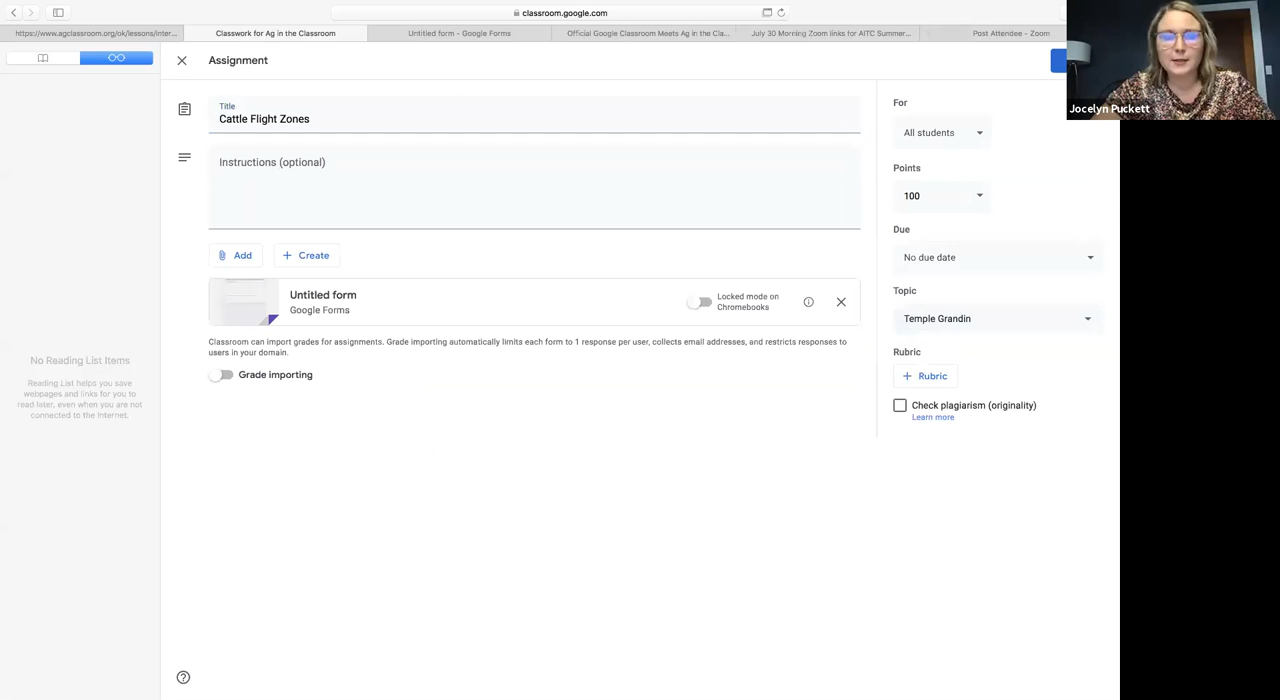 classroom.google.com
https://www.agclassroom.org/ok/lessons/inter...
Classwork for Ag in the Classroom
Untitled form - Google Forms
Official Google Classroom Meets Ag in the Cla...
July 30 Morning Zoom links for AITC Summer...
Post Attendee - Zoom
Assignment
Title
Cattle Flight Zones
Instructions (optional)
Add
Create
Untitled form
Google Forms
Locked mode on
Chromebooks
Classroom can import grades for assignments. Grade importing automatically limits each form to 1 response per user, collects email addresses, and restricts responses to
users in your domain.
Grade importing
For
All students
Points
100
Due
No due date
Topic
Temple Grandin
Rubric
Rubric
Check plagiarism (originality)
Learn more
No Reading List Items
Reading List helps you save
webpages and links for you to
read later, even when you are not
connected to the Internet.
Jocelyn Puckett